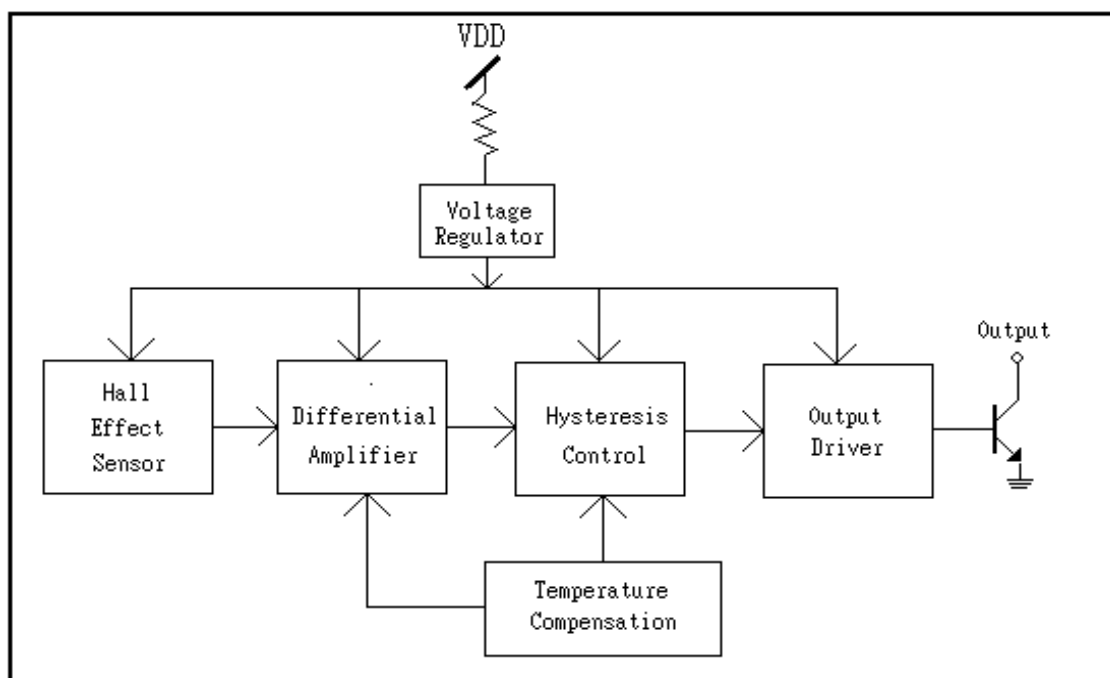 VDD
Voltage
Regulator
Output
Hall
Effect
Sensor
Differential
Amplifier
Hysteresis
Control
Output
Driver
Temperature
Compensation